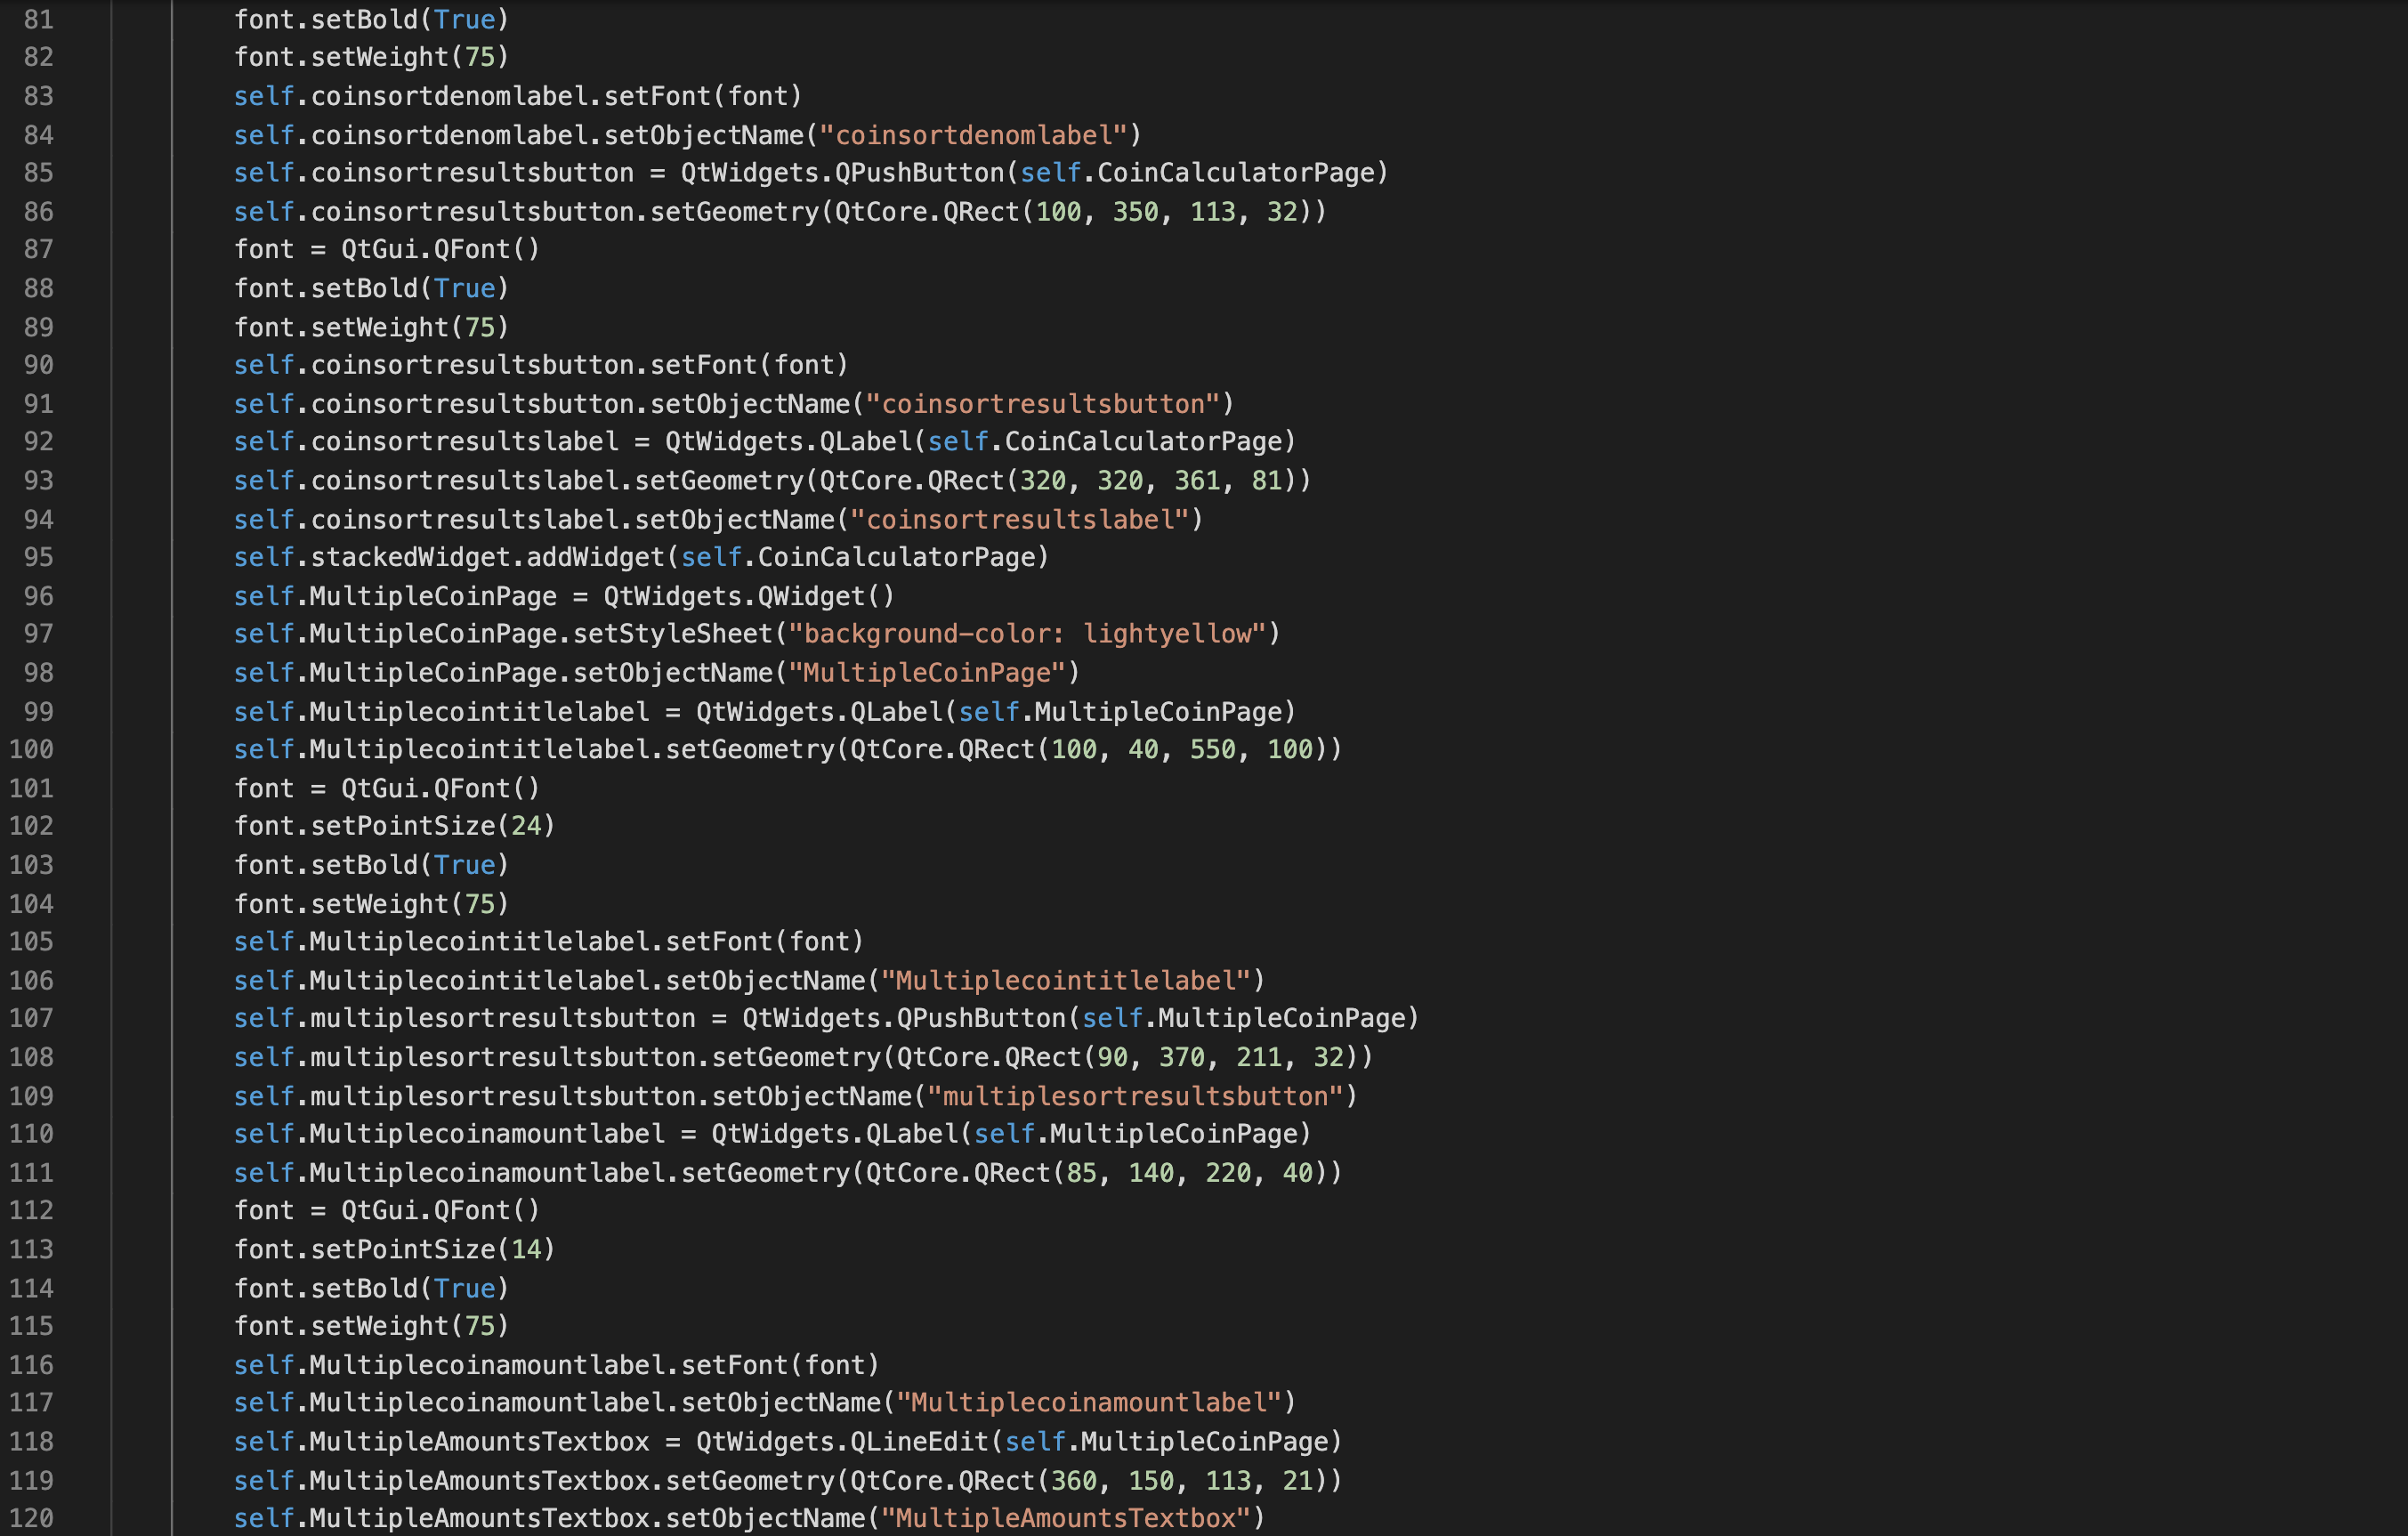 81 font.setBold(True)
82 font.setWeight(75)
83 self.coinsortdenomlabel.setFont(font)
84 self.coinsortdenomlabel.setObjectName("coinsortdenomlabel")
85 self.coinsortresultsbutton = QtWidgets.QPushButton(self.CoinCalculatorPage)
86 self.coinsortresultsbutton.setGeometry(QtCore.QRect(100, 350, 113, 32))
87 font = QtGui.QFont()
88 font.setBold(True)
89 font.setWeight(75)
90 self.coinsortresultsbutton.setFont(font)
91 self.coinsortresultsbutton.setObjectName("coinsortresultsbutton")
92 self.coinsortresultslabel = QtWidgets.QLabel(self.CoinCalculatorPage)
93 self.coinsortresultslabel.setGeometry(QtCore.QRect(320, 320, 361, 81))
94 self.coinsortresultslabel.setObjectName("coinsortresultslabel")
95 self.stackedWidget.addWidget(self.CoinCalculatorPage)
96 self.MultipleCoinPage = QtWidgets.QWidget()
97 self.MultipleCoinPage.setStyleSheet("background-color: lightyellow")
98 self.MultipleCoinPage.setObjectName("MultipleCoinPage")
99 self.Multiplecointitlelabel = QtWidgets.QLabel(self.MultipleCoinPage)
100 self.Multiplecointitlelabel.setGeometry(QtCore.QRect(100, 40, 550, 100))
101 font = QtGui.QFont()
102 font.setPointSize(24)
103 font.setBold(True)
104 font.setWeight(75)
105 self.Multiplecointitlelabel.setFont(font)
106 self.Multiplecointitlelabel.setObjectName("Multiplecointitlelabel")
107 self.multiplesortresultsbutton = QtWidgets.QPushButton(self.MultipleCoinPage)
108 self.multiplesortresultsbutton.setGeometry(QtCore.QRect(90, 370, 211, 32))
109 self.multiplesortresultsbutton.setObjectName("multiplesortresultsbutton")
110 self.Multiplecoinamountlabel = QtWidgets.QLabel(self.MultipleCoinPage)
111 self.Multiplecoinamountlabel.setGeometry(QtCore.QRect(85, 140, 220, 40))
112 font = QtGui.QFont()
113 font.setPointSize(14)
114 font.setBold(True)
115 font.setWeight(75)
116 self.Multiplecoinamountlabel.setFont(font)
117 self.Multiplecoinamountlabel.setObjectName("Multiplecoinamountlabel")
118 self.MultipleAmountsTextbox = QtWidgets.QLineEdit(self.MultipleCoinPage)
119 self.MultipleAmountsTextbox.setGeometry(QtCore.QRect(360, 150, 113, 21))
120 self.MultipleAmountsTextbox.setObjectName("MultipleAmountsTextbox")